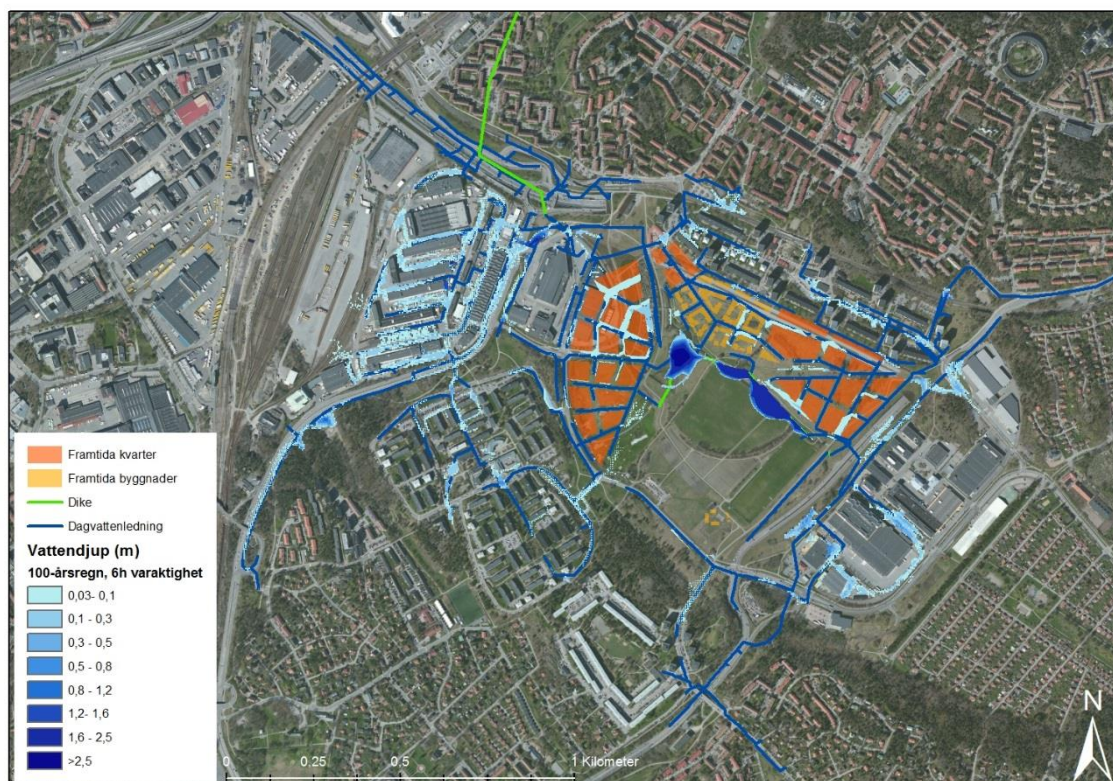 Framtida kvarter
Framtida byggnader
Dike
Dagvattenledning
Vattendjup (m)
100-årsregn, 6h varaktighet
0,03- 0,1
0,1 - 0,3
0,3 - 0,5
0,5 - 0,8
0,8 - 1,2
1,2- 1,6
1,6 - 2,5
>2,5
0 0.25 0.5 1 Kilometer
N